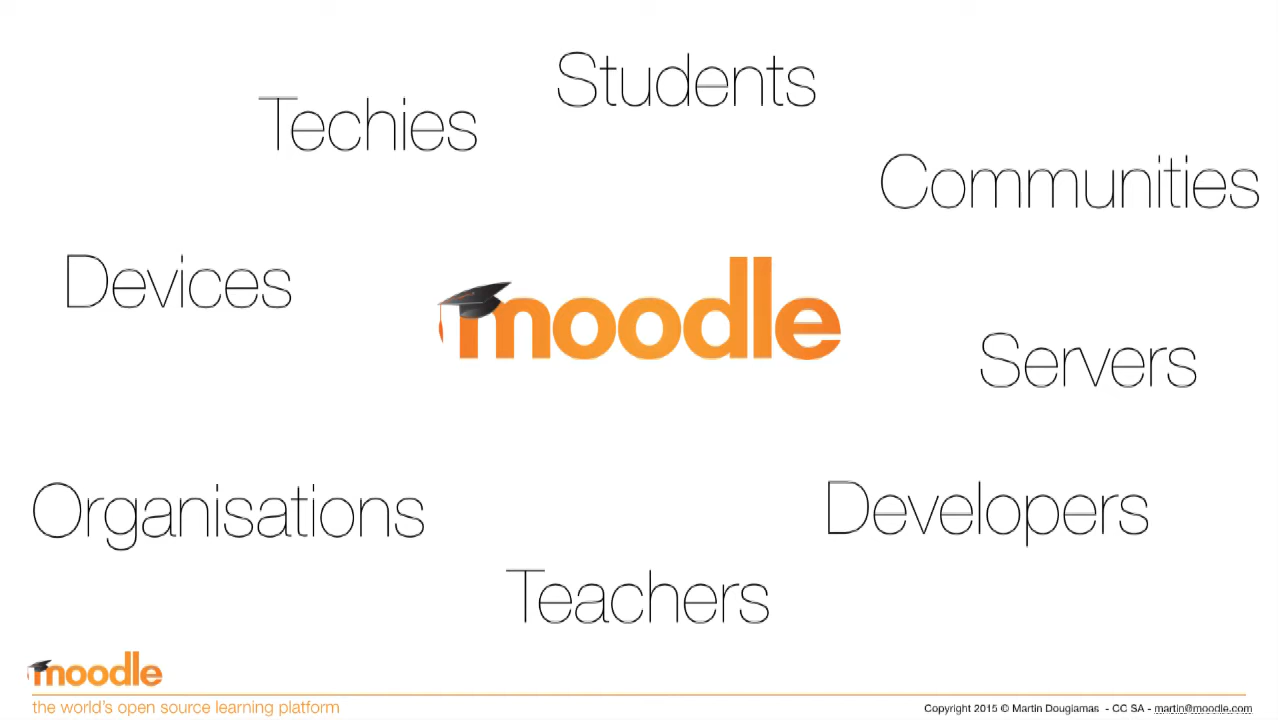 Students
Techies
Communities
Devices
moodle
Servers
Organisations
Developers
Teachers
moodle
the world's open source learning platform
Copyright 2015 © Martin Dougiamas - CC SA - martin@moodle.com